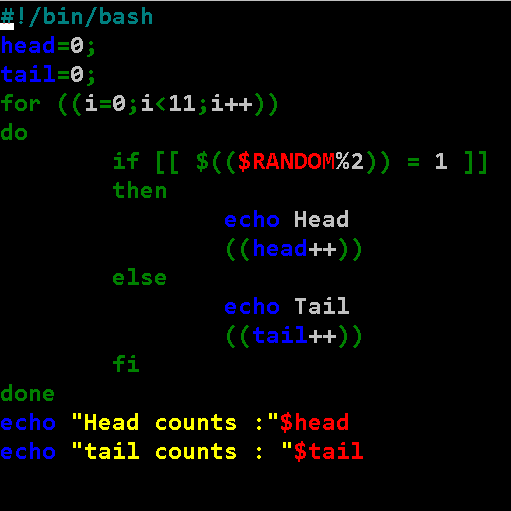 #!/bin/bash
head=0;
tail=0;
for ((i=0;i<11;i++))
do
        if [[ $(($RANDOM%2)) = 1 ]]
        then
                echo Head
                ((head++))
        else
                echo Tail
                ((tail++))
        fi
done
echo "Head counts :"$head
echo "tail counts : "$tail